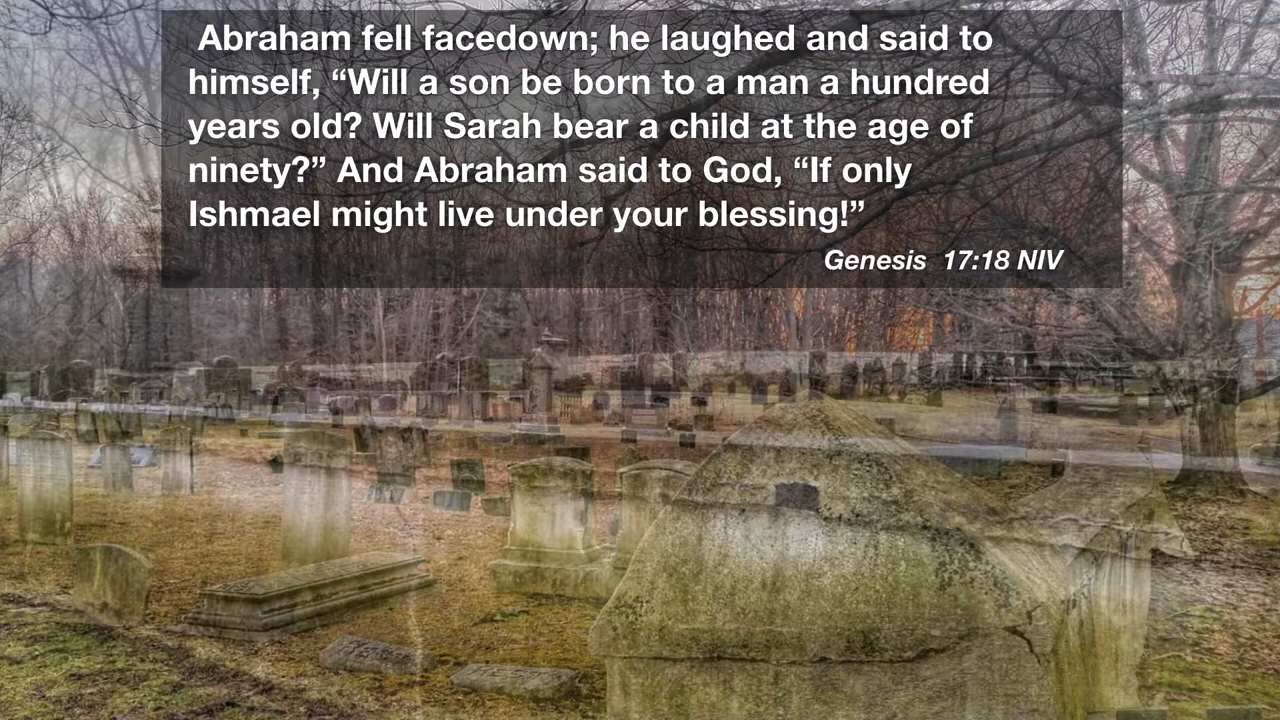 Abraham fell facedown; he laughed and said to
himself, “Will a son be born to a man a hundred
years old? Will Sarah bear a child at the age of
ninety?” And Abraham said to God, “If only
Ishmael might live under your blessing!”
Genesis 17:18 NIV